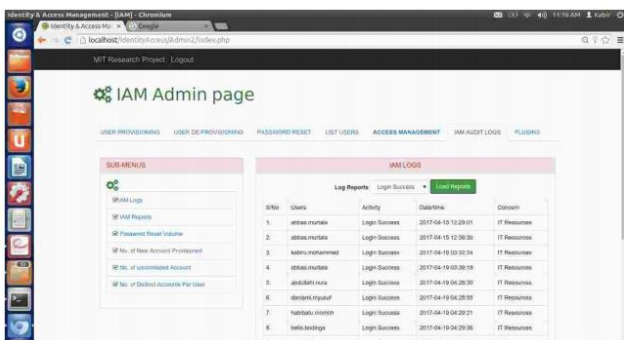 Identity & Access Management - [IAM] - Chromium
11:16 AM Kabir
Identity & Access Ma
Google
localhost/IdentityAccess/Admin2/index.php
MIT Research Project Logout
IAM Admin page
USER PROVISIONING USER DE-PROVISIONING PASSWORD RESET LIST USERS ACCESS MANAGEMENT IAM AUDIT LOGS PLUGINS
SUB-MENUS
IAM Logs
IAM Reports
Password Reset Volume
No. of New Account Provisioned
No. of Account
No. of Distinct Accounts Per User
IAM LOGS
Log Reports Login Success Load Reports
S/No Users Activity Date/time Concern
1. abbas.murtala Login Success 2017-04-15 12:29:01 IT Resources
2. abbas.murtala Login Success 2017-04-15 12:36:30 IT Resources
3. kabiru.mohammed Login Success 2017-04-19 03:32:34 IT Resources
4. abbas.murtala Login Success 2017-04-19 03:39:19 IT Resources
5. abdullahi.nura Login Success 2017-04-19 04:28:30 IT Resources
6. danlami.myusuf Login Success 2017-04-19 04:28:55 IT Resources
7. habibatu.momoh Login Success 2017-04-19 04:29:21 IT Resources
8. bello.bodinga Login Success 2017-04-19 04:29:36 IT Resources